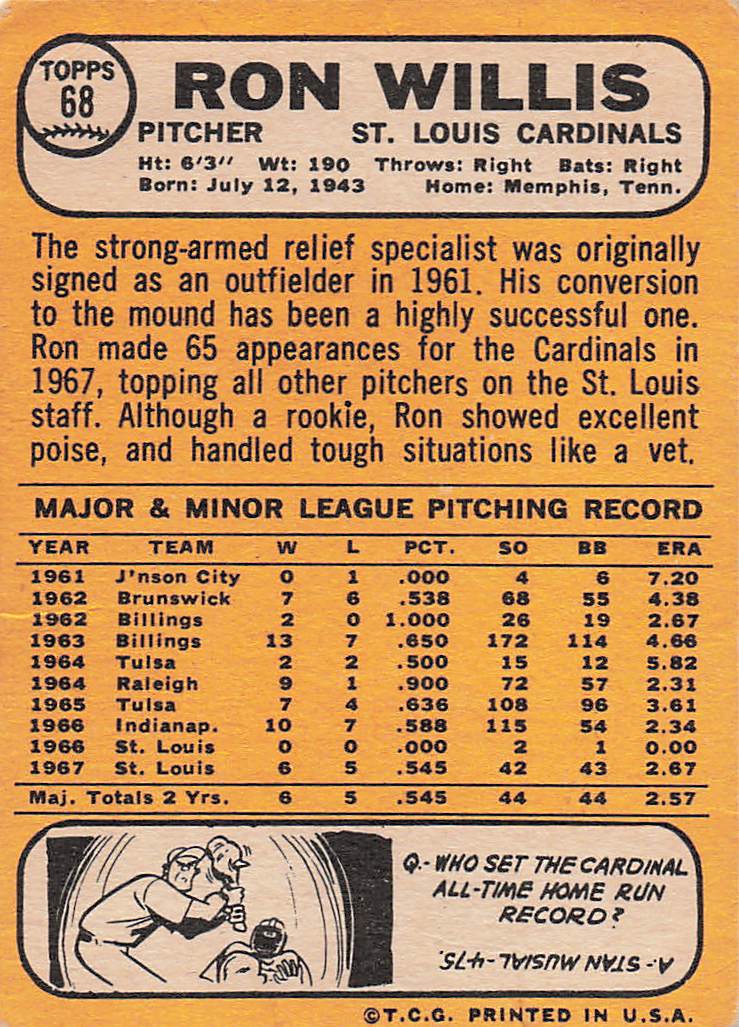 TOPPS
68
RON WILLIS
PITCHER ST. LOUIS CARDINALS
Ht: 6'3" Wt: 190 Throws: Right Bats: Right
Born: July 12, 1943 Home: Memphis, Tenn.
The strong-armed relief specialist was originally
signed as an outfielder in 1961. His conversion
to the mound has been a highly successful one.
Ron made 65 appearances for the Cardinals in
1967, topping all other pitchers on the St. Louis
staff. Although a rookie, Ron showed excellent
poise, and handled tough situations like a vet.
MAJOR & MINOR LEAGUE PITCHING RECORD
YEAR TEAM W L PCT. SO BB ERA
1961 J'nson City 0 1 .000 4 6 7.20
1962 Brunswick 7 6 .538 68 55 4.38
1962 Billings 2 0 1.000 26 19 2.67
1963 Billings 13 7 .650 172 114 4.66
1964 Tulsa 2 2 .500 15 12 5.82
1964 Raleigh 9 1 .900 72 57 2.31
1965 Tulsa 7 4 .636 108 96 3.61
1966 Indianap. 10 7 .588 115 54 2.34
1966 St. Louis 0 0 .000 2 1 0.00
1967 St. Louis 6 5 .545 42 43 2.67
Maj. Totals 2 Yrs. 6 5 .545 44 44 2.57
Q.- WHO SET THE CARDINAL
ALL-TIME HOME RUN
RECORD?
A.- STAN MUSIAL-475.
©T.C.G. PRINTED IN U.S.A.